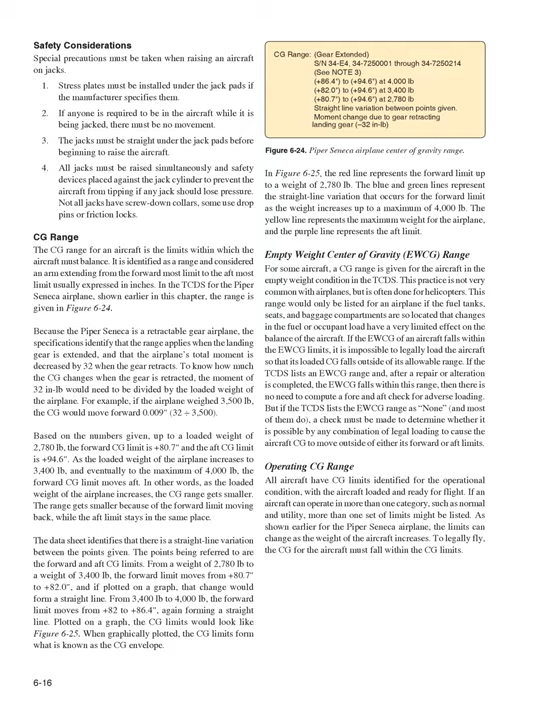 Safety Considerations
Special precautions must be taken when raising an aircraft
on jacks.
1. Stress plates must be installed under the jack pads if
the manufacturer specifies them.
2. If anyone is required to be in the aircraft while it is
being jacked, there must be no movement.
3. The jacks must be straight under the jack pads before
beginning to raise the aircraft.
4. All jacks must be raised simultaneously and safety
devices placed against the jack cylinder to prevent the
aircraft from tipping if any jack should lose pressure.
Not all jacks have screw-down collars, some use drop
pins or friction locks.
CG Range
The CG range for an aircraft is the limits within which the
aircraft must balance. It is identified as a range and considered
an arm extending from the forward most limit to the aft most
limit usually expressed in inches. In the TCDS for the Piper
Seneca airplane, shown earlier in this chapter, the range is
given in Figure 6-24.
Because the Piper Seneca is a retractable gear airplane, the
specifications identify that the range applies when the landing
gear is extended, and that the airplane's total moment is
decreased by 32 when the gear retracts. To know how much
the CG changes when the gear is retracted, the moment of
32 in-lb would need to be divided by the loaded weight of
the airplane. For example, if the airplane weighed 3,500 lb,
the CG would move forward 0.009" (32 ÷ 3,500).
Based on the numbers given, up to a loaded weight of
2,780 lb, the forward CG limit is +80.7" and the aft CG limit
is +94.6". As the loaded weight of the airplane increases to
3,400 lb, and eventually to the maximum of 4,000 lb, the
forward CG limit moves aft. In other words, as the loaded
weight of the airplane increases, the CG range gets smaller.
The range gets smaller because of the forward limit moving
back, while the aft limit stays in the same place.
The data sheet identifies that there is a straight-line variation
between the points given. The points being referred to are
the forward and aft CG limits. From a weight of 2,780 lb to
a weight of 3,400 lb, the forward limit moves from +80.7"
to +82.0", and if plotted on a graph, that change would
form a straight line. From 3,400 lb to 4,000 lb, the forward
limit moves from +82 to +86.4", again forming a straight
line. Plotted on a graph, the CG limits would look like
Figure 6-25. When graphically plotted, the CG limits form
what is known as the CG envelope.
CG Range: (Gear Extended)
S/N 34-E4, 34-7250001 through 34-7250214
(See NOTE 3)
(+86.4") to (+94.6") at 4,000 lb
(+82.0") to (+94.6") at 3,400 lb
(+80.7") to (+94.6") at 2,780 lb
Straight line variation between points given.
Moment change due to gear retracting
landing gear (–32 in-lb)
Figure 6-24. Piper Seneca airplane center of gravity range.
In Figure 6-25, the red line represents the forward limit up
to a weight of 2,780 lb. The blue and green lines represent
the straight-line variation that occurs for the forward limit
as the weight increases up to a maximum of 4,000 lb. The
yellow line represents the maximum weight for the airplane,
and the purple line represents the aft limit.
Empty Weight Center of Gravity (EWCG) Range
For some aircraft, a CG range is given for the aircraft in the
empty weight condition in the TCDS. This practice is not very
common with airplanes, but is often done for helicopters. This
range would only be listed for an airplane if the fuel tanks,
seats, and baggage compartments are so located that changes
in the fuel or occupant load have a very limited effect on the
balance of the aircraft. If the EWCG of an aircraft falls within
the EWCG limits, it is impossible to legally load the aircraft
so that its loaded CG falls outside of its allowable range. If the
TCDS lists an EWCG range and, after a repair or alteration
is completed, the EWCG falls within this range, then there is
no need to compute a fore and aft check for adverse loading.
But if the TCDS lists the EWCG range as “None” (and most
of them do), a check must be made to determine whether it
is possible by any combination of legal loading to cause the
aircraft CG to move outside of either its forward or aft limits.
Operating CG Range
All aircraft have CG limits identified for the operational
condition, with the aircraft loaded and ready for flight. If an
aircraft can operate in more than one category, such as normal
and utility, more than one set of limits might be listed. As
shown earlier for the Piper Seneca airplane, the limits can
change as the weight of the aircraft increases. To legally fly,
the CG for the aircraft must fall within the CG limits.
6-16